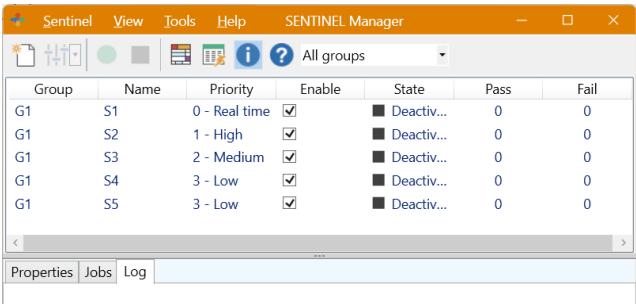 Sentinel View Tools Help SENTINEL Manager
All groups
Group Name Priority Enable State Pass Fail
G1 S1 0 - Real time Deactiv... 0 0
G1 S2 1 - High Deactiv... 0 0
G1 S3 2 - Medium Deactiv... 0 0
G1 S4 3 - Low Deactiv... 0 0
G1 S5 3 - Low Deactiv... 0 0
Properties Jobs Log